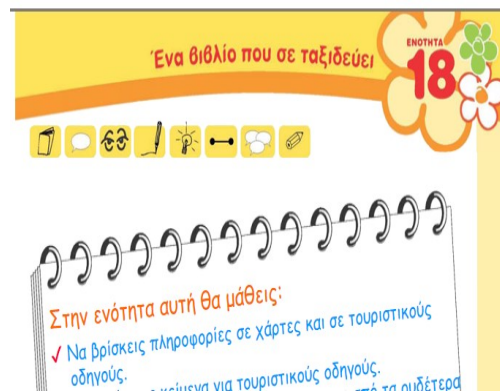 Ένα βιβλίο που σε ταξιδεύει
ΕΝΟΤΗΤΑ
18
Στην ενότητα αυτή θα μάθεις:
✓ Να βρίσκεις πληροφορίες σε χάρτες και σε τουριστικούς
οδηγούς.
κείμενα για τουριστικούς οδηγούς.
από τα ουδέτερα